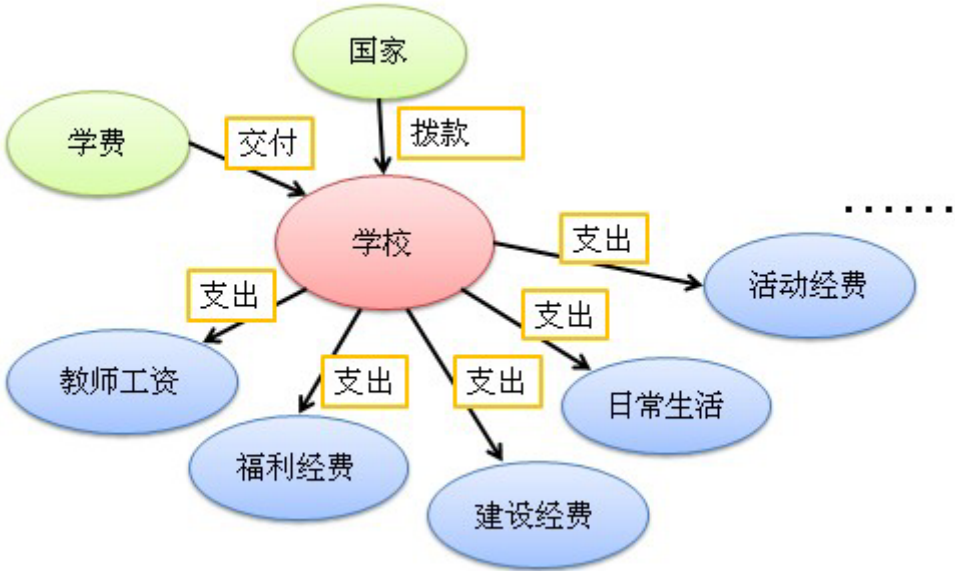 国家
学费
交付
拨款
学校
......
支出
活动经费
支出
支出
教师工资
支出
支出
日常生活
福利经费
建设经费